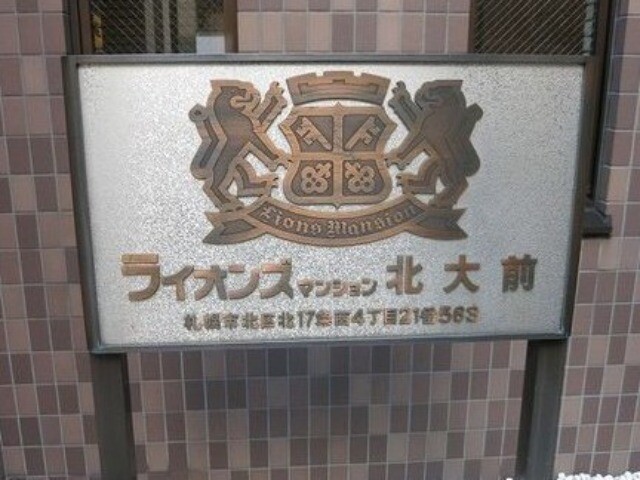 Lions Mansion
ライオンズマンション 北大前
札幌市北区北17条西4丁目21番563